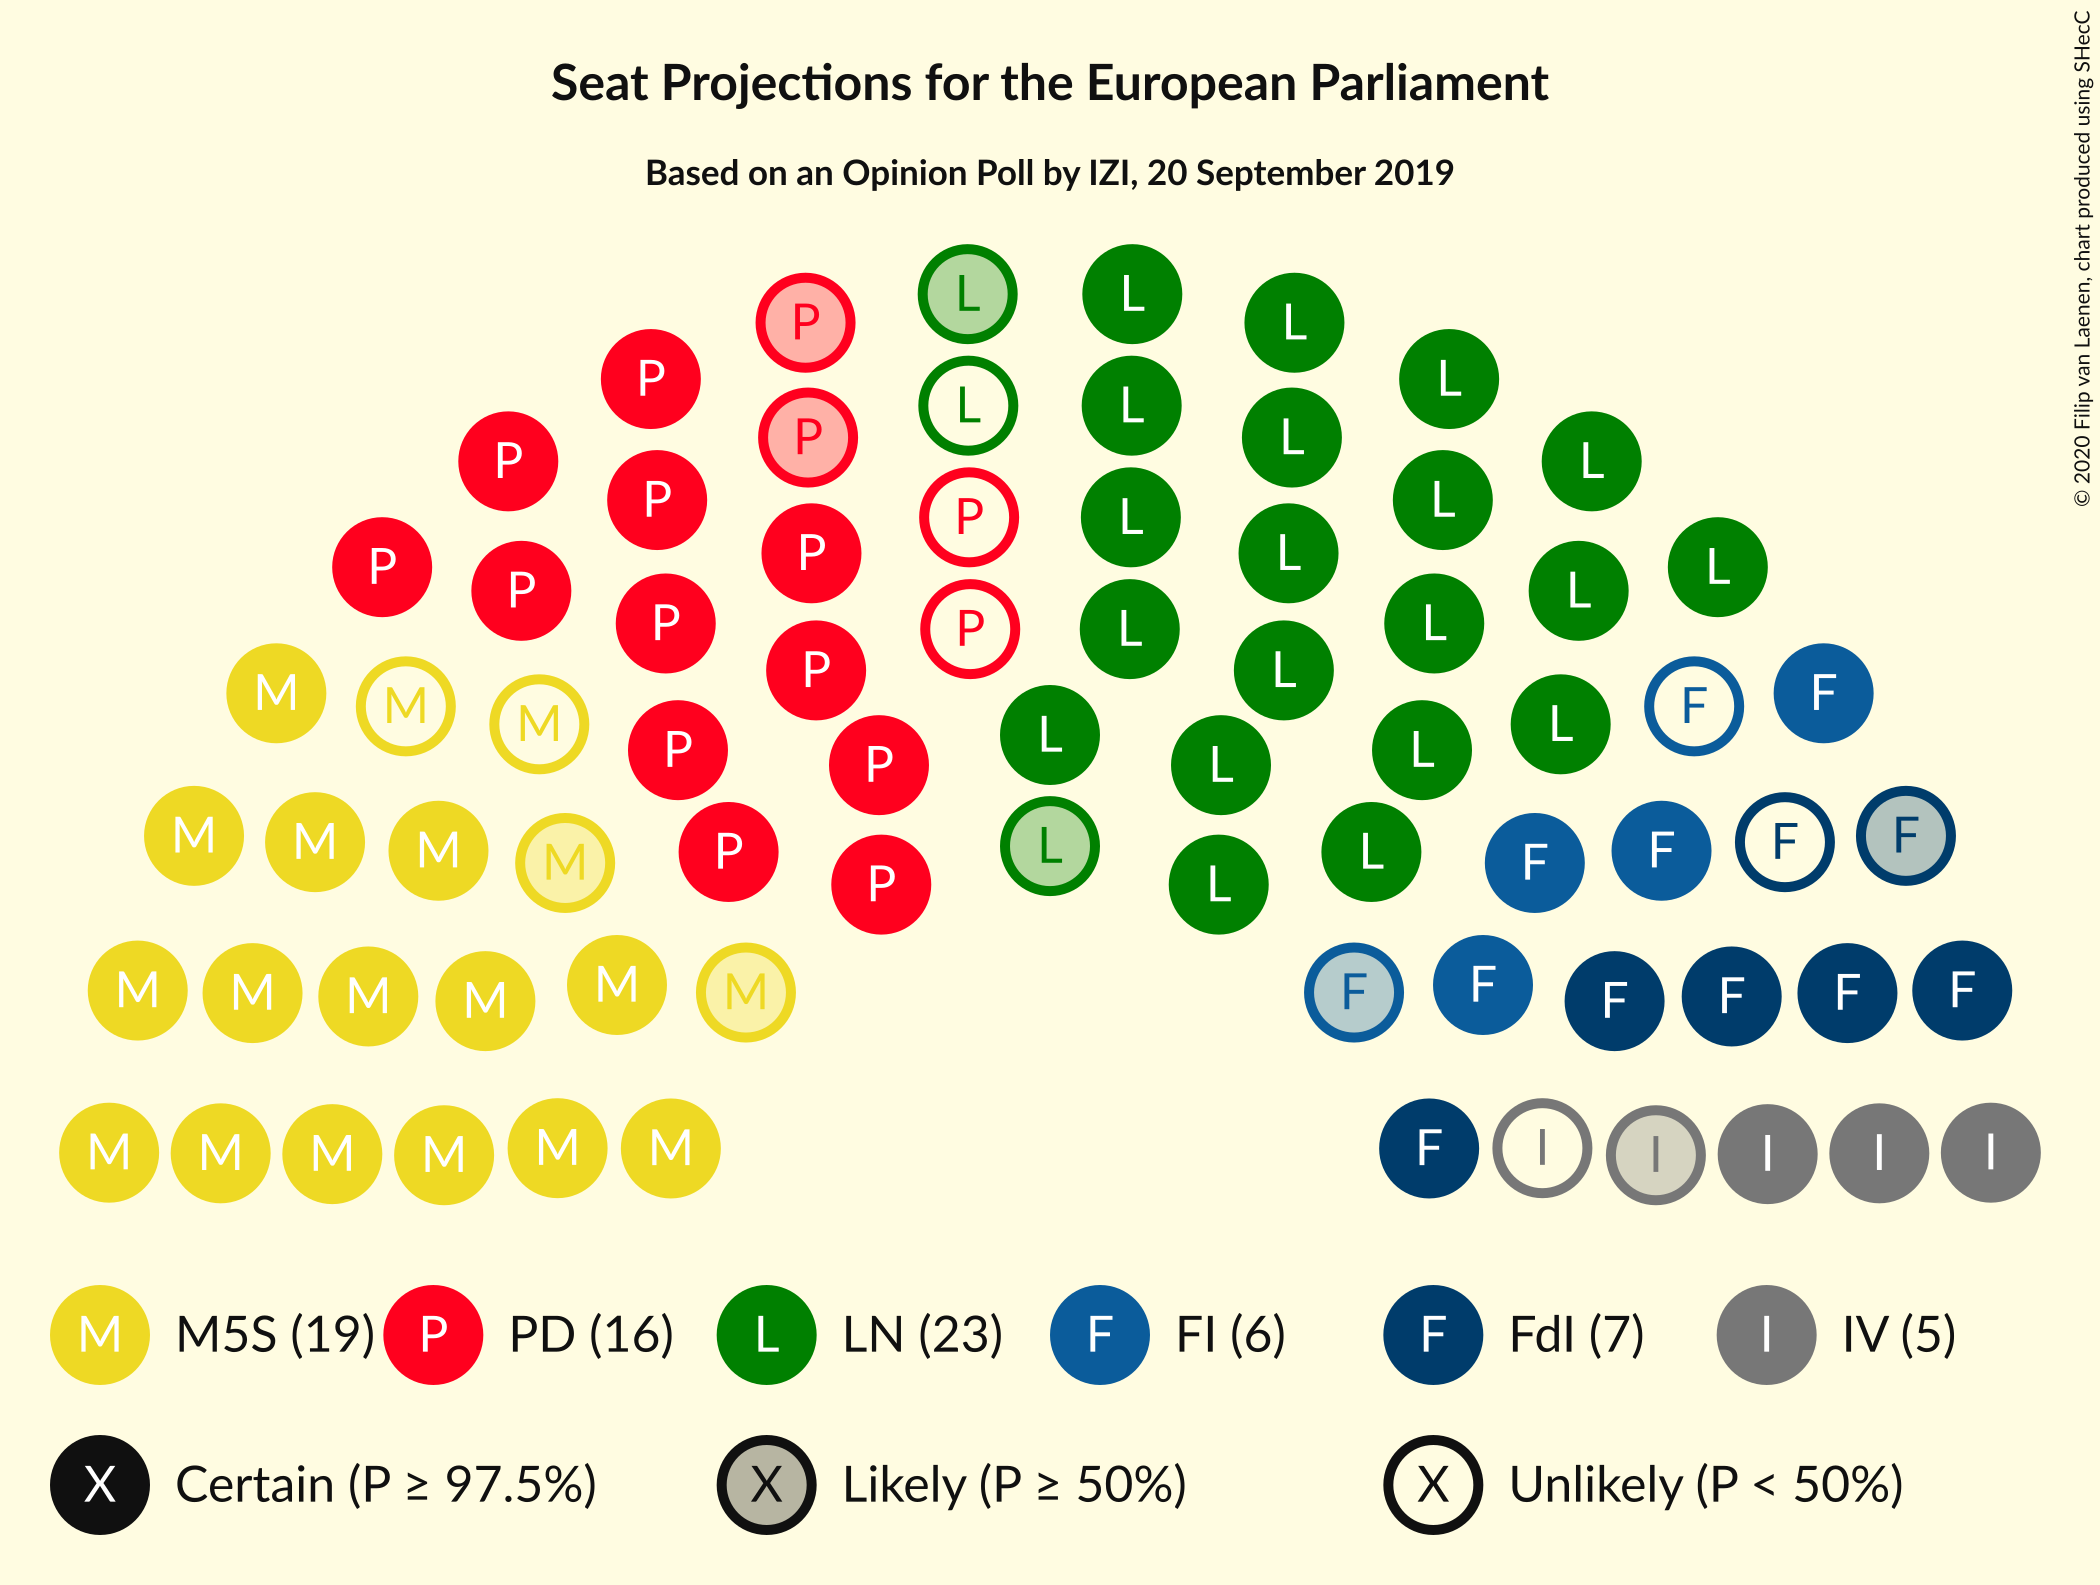 Seat Projections for the European Parliament
Based on an Opinion Poll by IZI, 20 September 2019
© 2020 Filip van Laenen, chart produced using SHecC
L L
P L
P L
L L
P L
P L
P P
P L
L L
P L
P L
P L
P L
P L
P L
M M F F
M P L L F
P L L L
M M M M F F F F
P L L
P L
M M M M M M F F F F F F
M M M M M M F I I I I I
M M5S (19) P PD (16) L LN (23) F FI (6) F FdI (7) I IV (5)
X Certain (P ≥ 97.5%) X Likely (P ≥ 50%) X Unlikely (P < 50%)